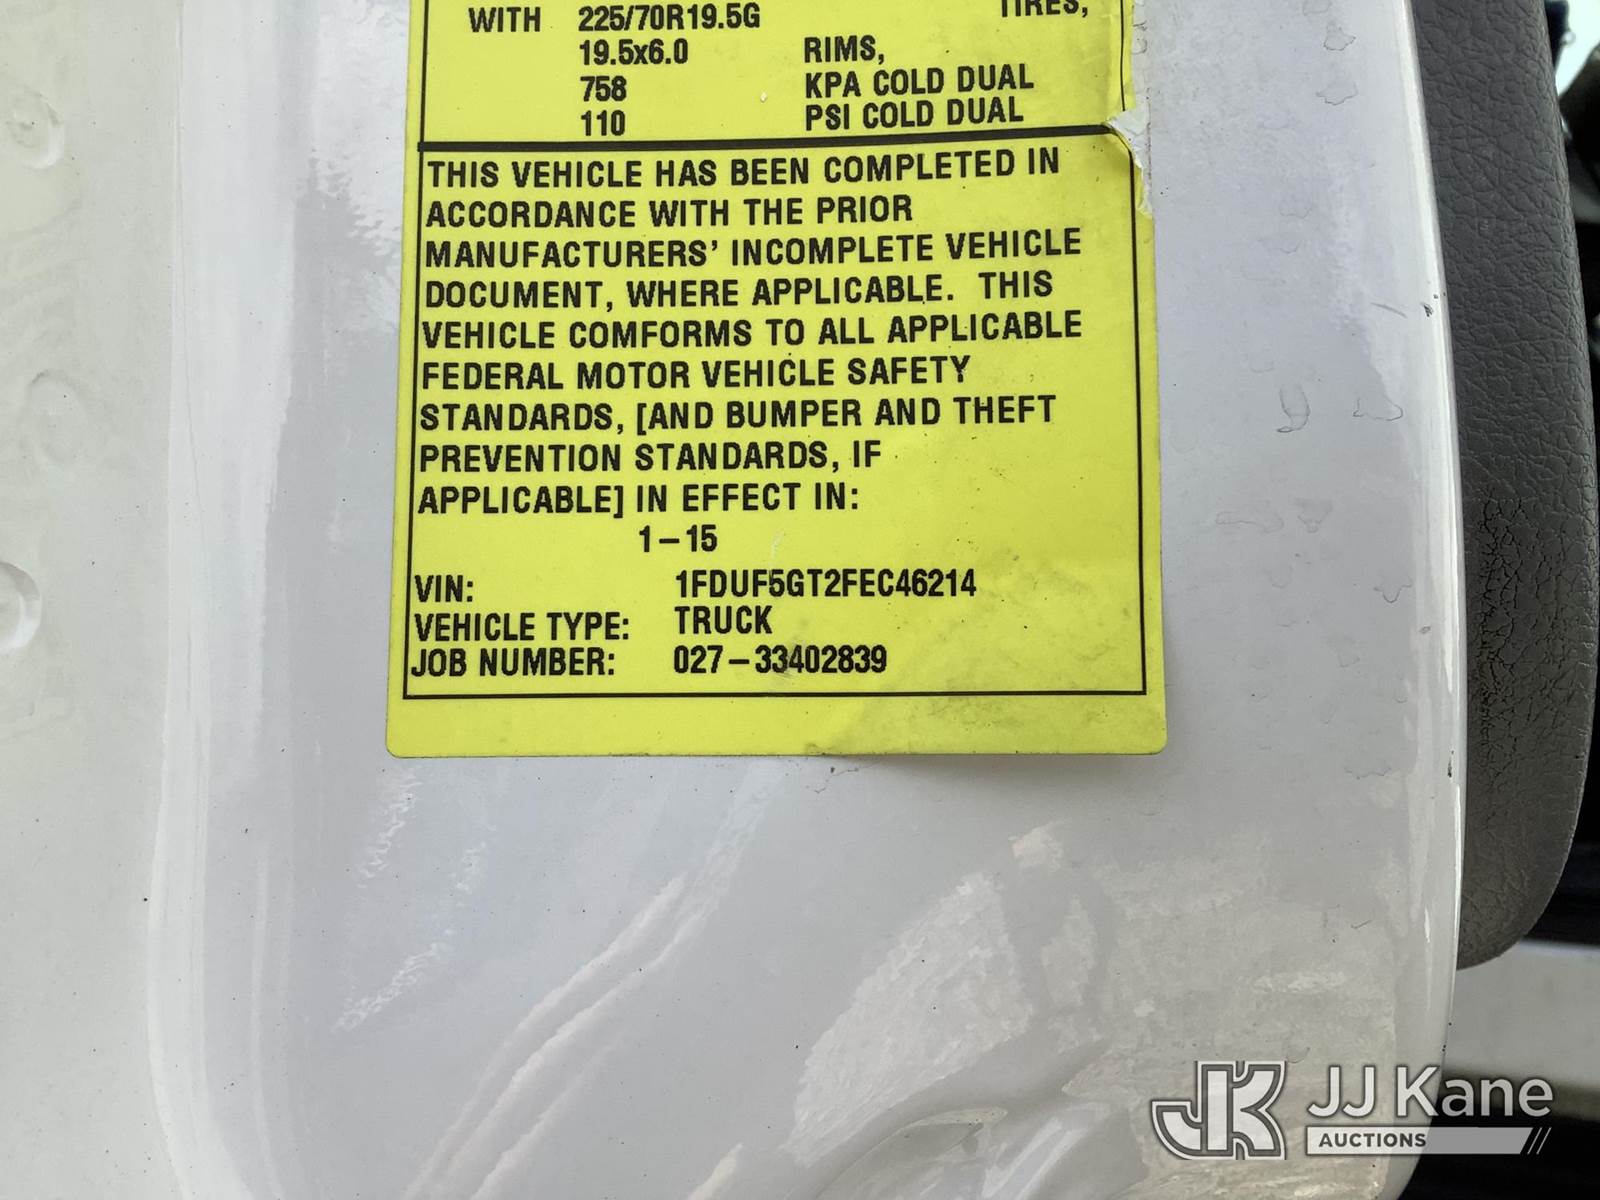 WITH 225/70R19.5G TIRES,
19.5x6.0 RIMS,
758 KPA COLD DUAL
110 PSI COLD DUAL
THIS VEHICLE HAS BEEN COMPLETED IN
ACCORDANCE WITH THE PRIOR
MANUFACTURERS' INCOMPLETE VEHICLE
DOCUMENT, WHERE APPLICABLE. THIS
VEHICLE COMFORMS TO ALL APPLICABLE
FEDERAL MOTOR VEHICLE SAFETY
STANDARDS, [AND BUMPER AND THEFT
PREVENTION STANDARDS, IF
APPLICABLE] IN EFFECT IN:
1-15
VIN: 1FDUF5GT2FEC46214
VEHICLE TYPE: TRUCK
JOB NUMBER: 027-33402839
JK JJ Kane
AUCTIONS